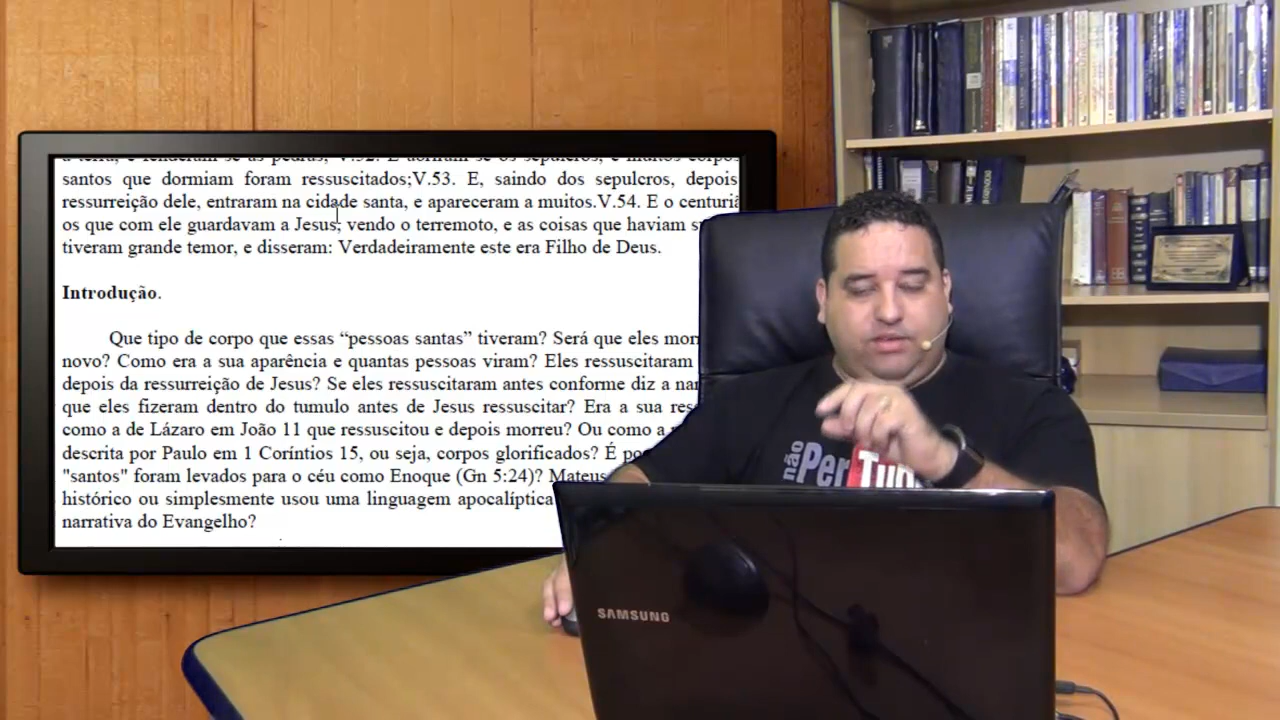 santos que dormiam foram ressuscitados;V.53. E, saindo dos sepulcros, depois
ressurreição dele, entraram na cidade santa, e apareceram a muitos.V.54. E o
os que com ele guardavam a Jesus, vendo o terremoto, e as coisas que haviam
tiveram grande temor, e disseram: Verdadeiramente este era Filho de Deus.
Introdução.
Que tipo de corpo que essas “pessoas santas” tiveram? Será que eles
novo? Como era a sua aparência e quantas pessoas viram? Eles ressuscitaram
depois da ressurreição de Jesus? Se eles ressuscitaram antes conforme diz a
que eles fizeram dentro do tumulo antes de Jesus ressuscitar? Era a sua
como a de Lázaro em João 11 que ressuscitou e depois morreu? Ou como a
descrita por Paulo em 1 Coríntios 15, ou seja, corpos glorificados? É
"santos" foram levados para o céu como Enoque (Gn 5:24)? Mateus
histórico ou simplesmente usou uma linguagem apocalíptica
narrativa do Evangelho?
não
SAMSUNG